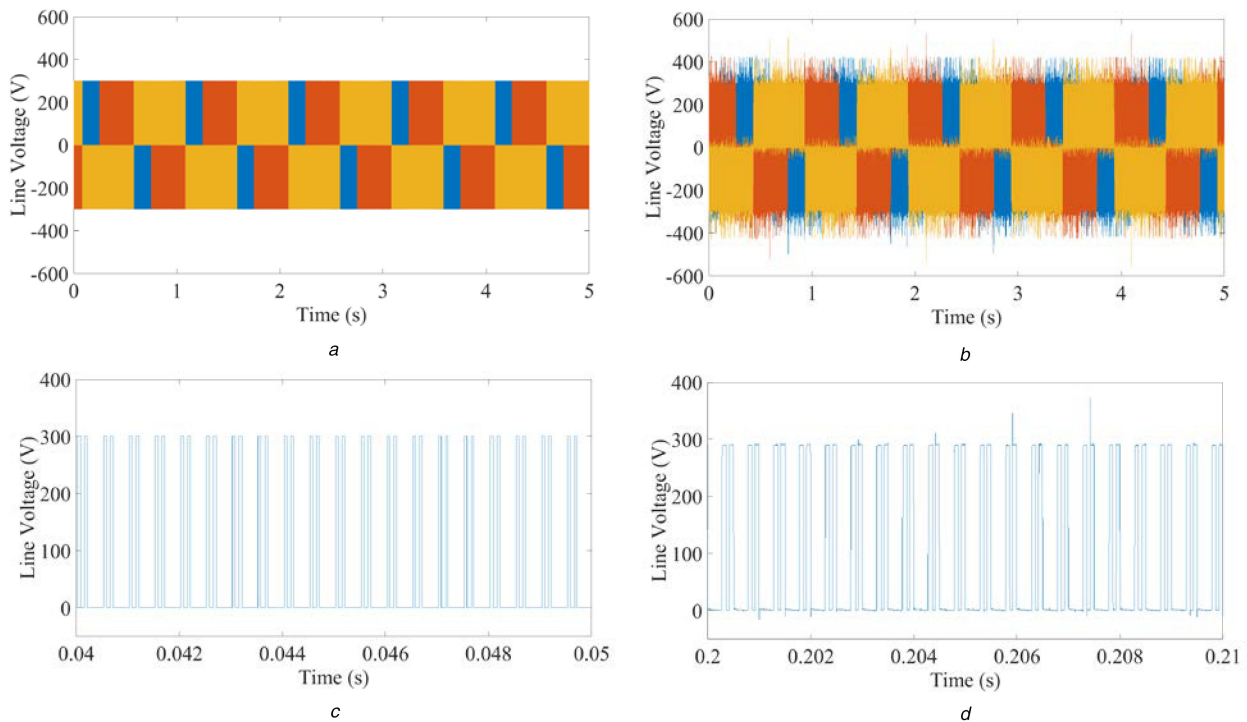 600
400
200
0
-200
-400
-600
Line Voltage (V)
0 1 2 3 4 5
Time (s)
a
600
400
200
0
-200
-400
-600
Line Voltage (V)
0 1 2 3 4 5
Time (s)
b
400
300
200
100
0
Line Voltage (V)
0.04 0.042 0.044 0.046 0.048 0.05
Time (s)
c
400
300
200
100
0
Line Voltage (V)
0.2 0.202 0.204 0.206 0.208 0.21
Time (s)
d